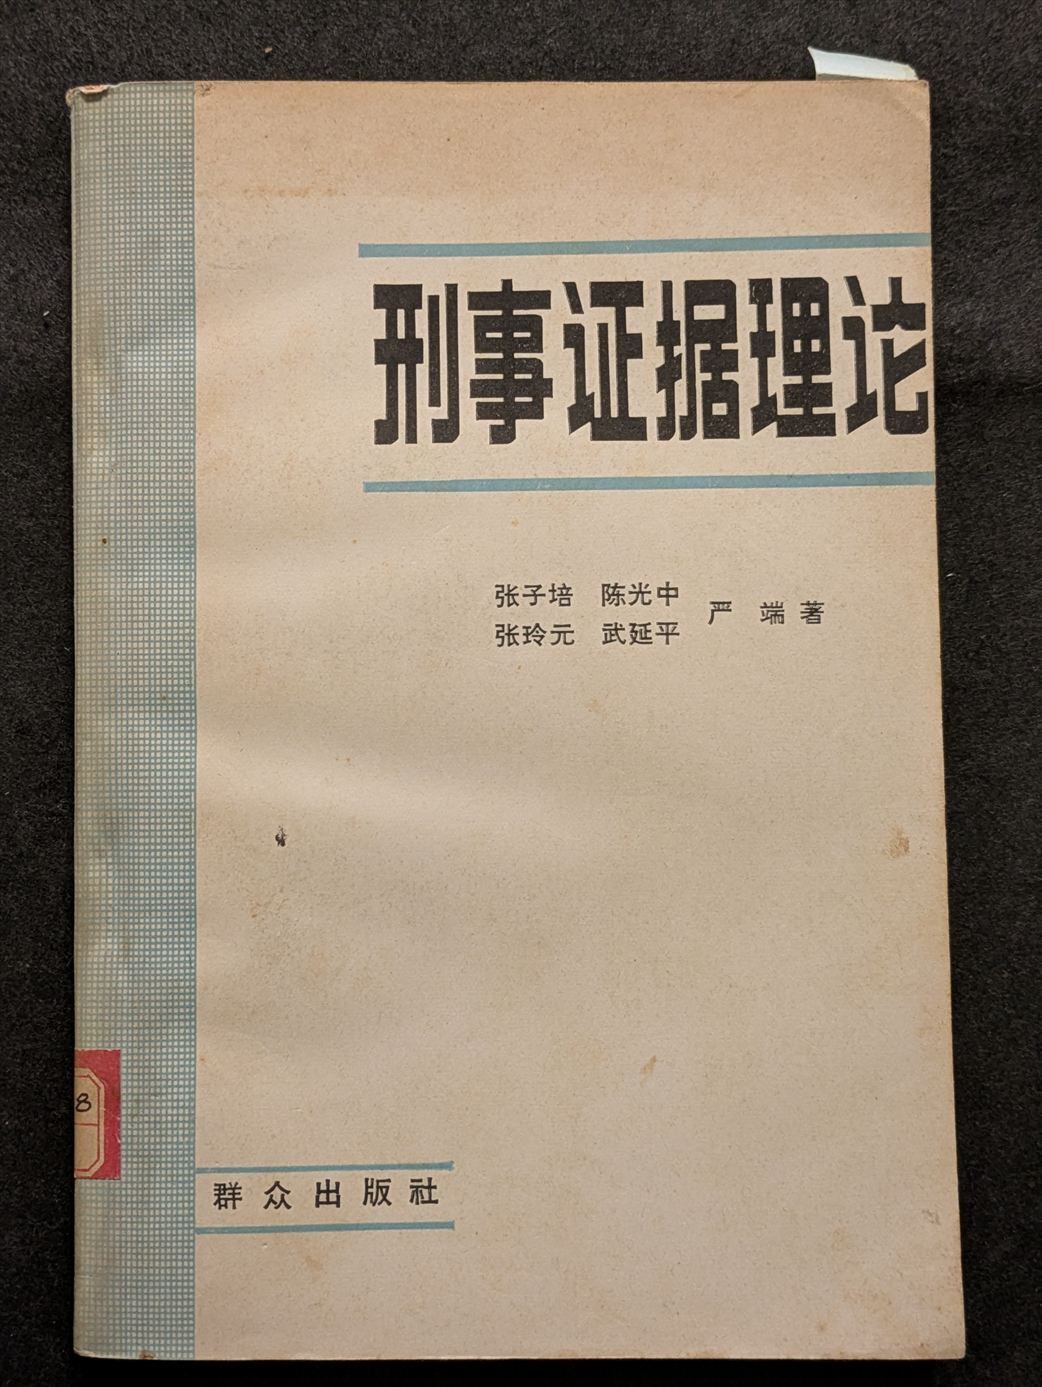 刑事证据理论
张子培 陈光中
张玲元 武延平
严 端 著
8
群众出版社